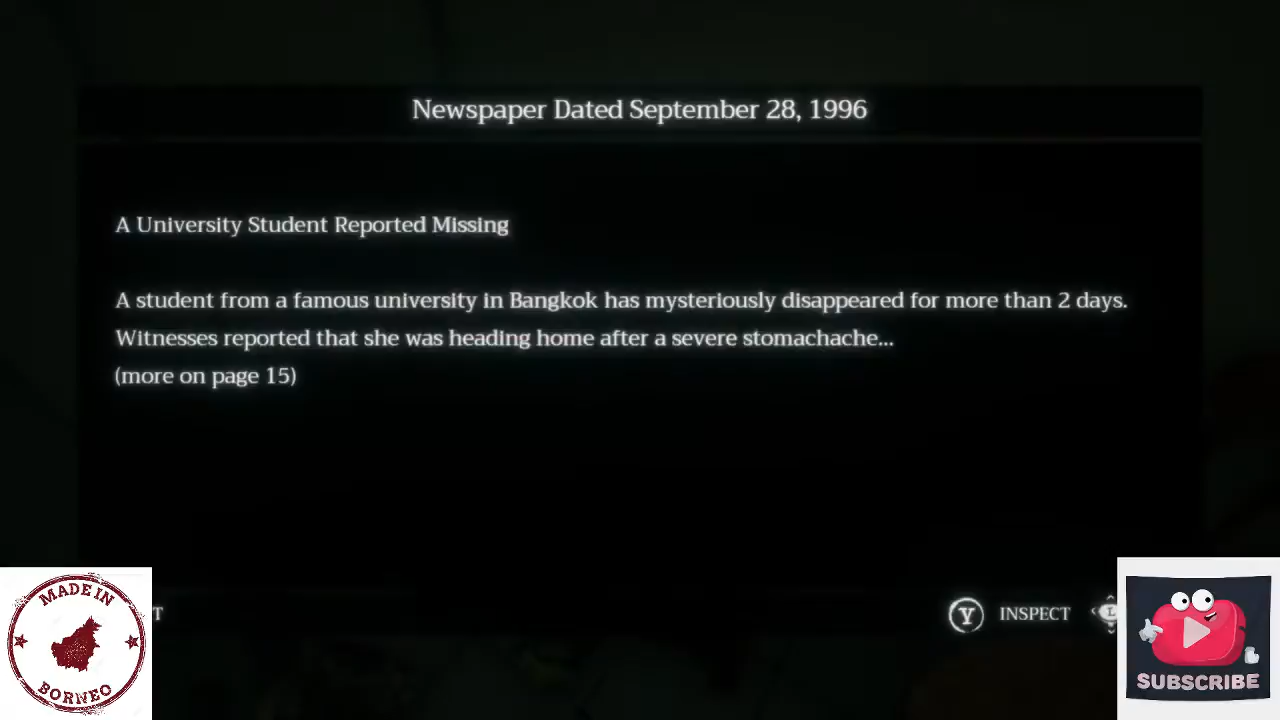 Newspaper Dated September 28, 1996
A University Student Reported Missing
A student from a famous university in Bangkok has mysteriously disappeared for more than 2 days.
Witnesses reported that she was heading home after a severe stomachache...
(more on page 15)
T
Y INSPECT
L
MADE IN
BORNEO
SUBSCRIBE